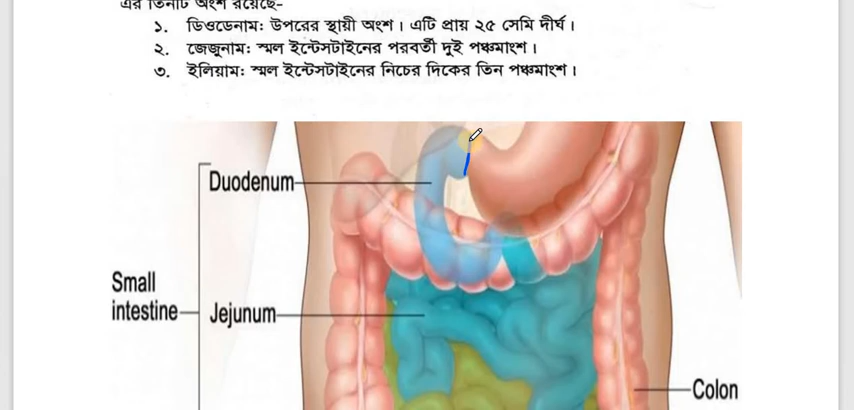 এর তিনটি অংশ রয়েছে-
১. ডিওডেনাম: উপরের স্থায়ী অংশ। এটি প্রায় ২৫ সেমি দীর্ঘ।
২. জেজুনাম: স্মল ইন্টেসটাইনের পরবর্তী দুই পঞ্চমাংশ।
৩. ইলিয়াম: স্মল ইন্টেসটাইনের নিচের দিকের তিন পঞ্চমাংশ।
Duodenum
Small
intestine
Jejunum
Colon